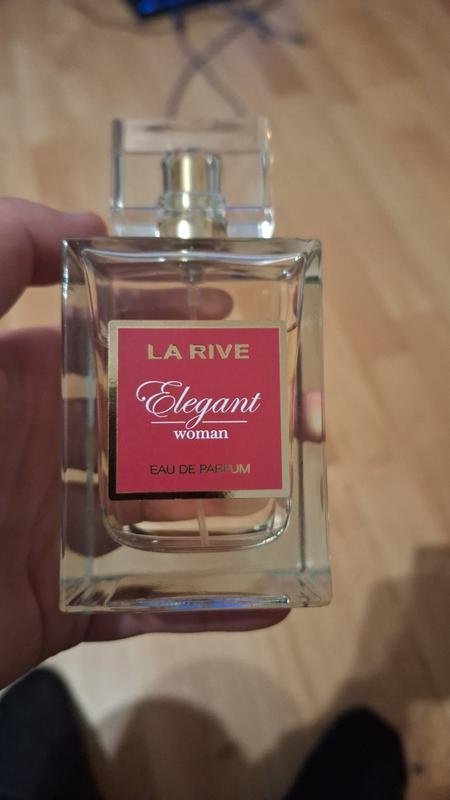 LA RIVE
Elegant
woman
EAU DE PARFUM